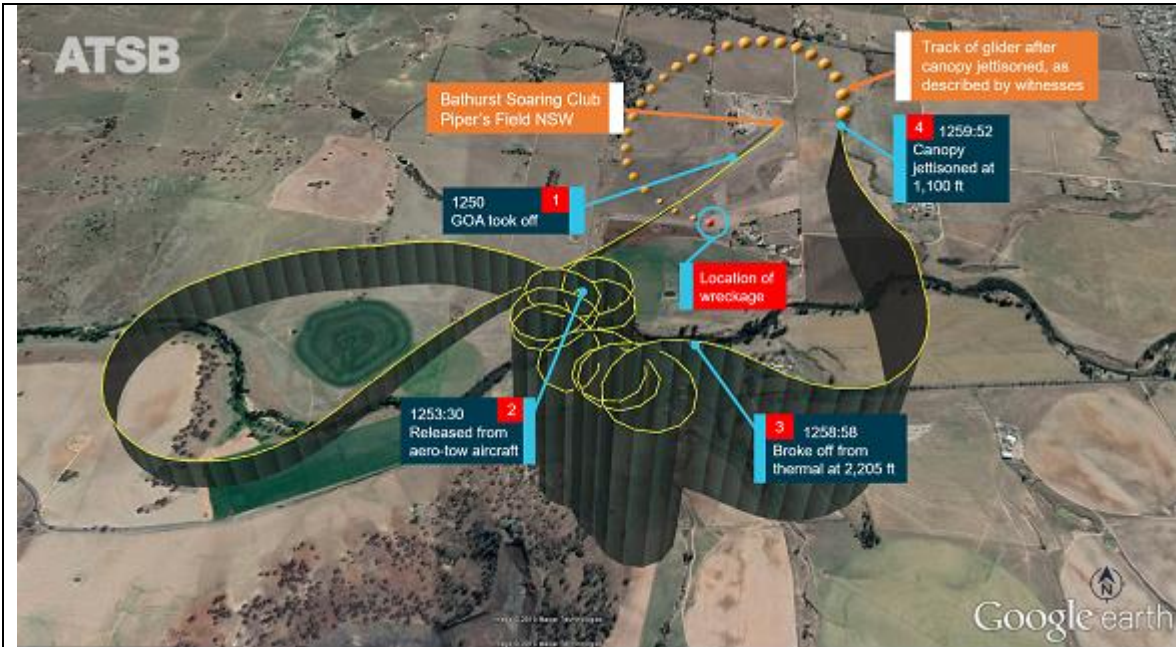 ATSB
Track of glider after
canopy jettisoned, as
described by witnesses
Bathurst Soaring Club
Piper's Field NSW
4 1259:52
Canopy
jettisoned at
1,100 ft
1250 1
GOA took off
Location of
wreckage
1253:30 2
Released from
aero-tow aircraft
3 1258:58
Broke off from
thermal at 2,205 ft
N
Google earth